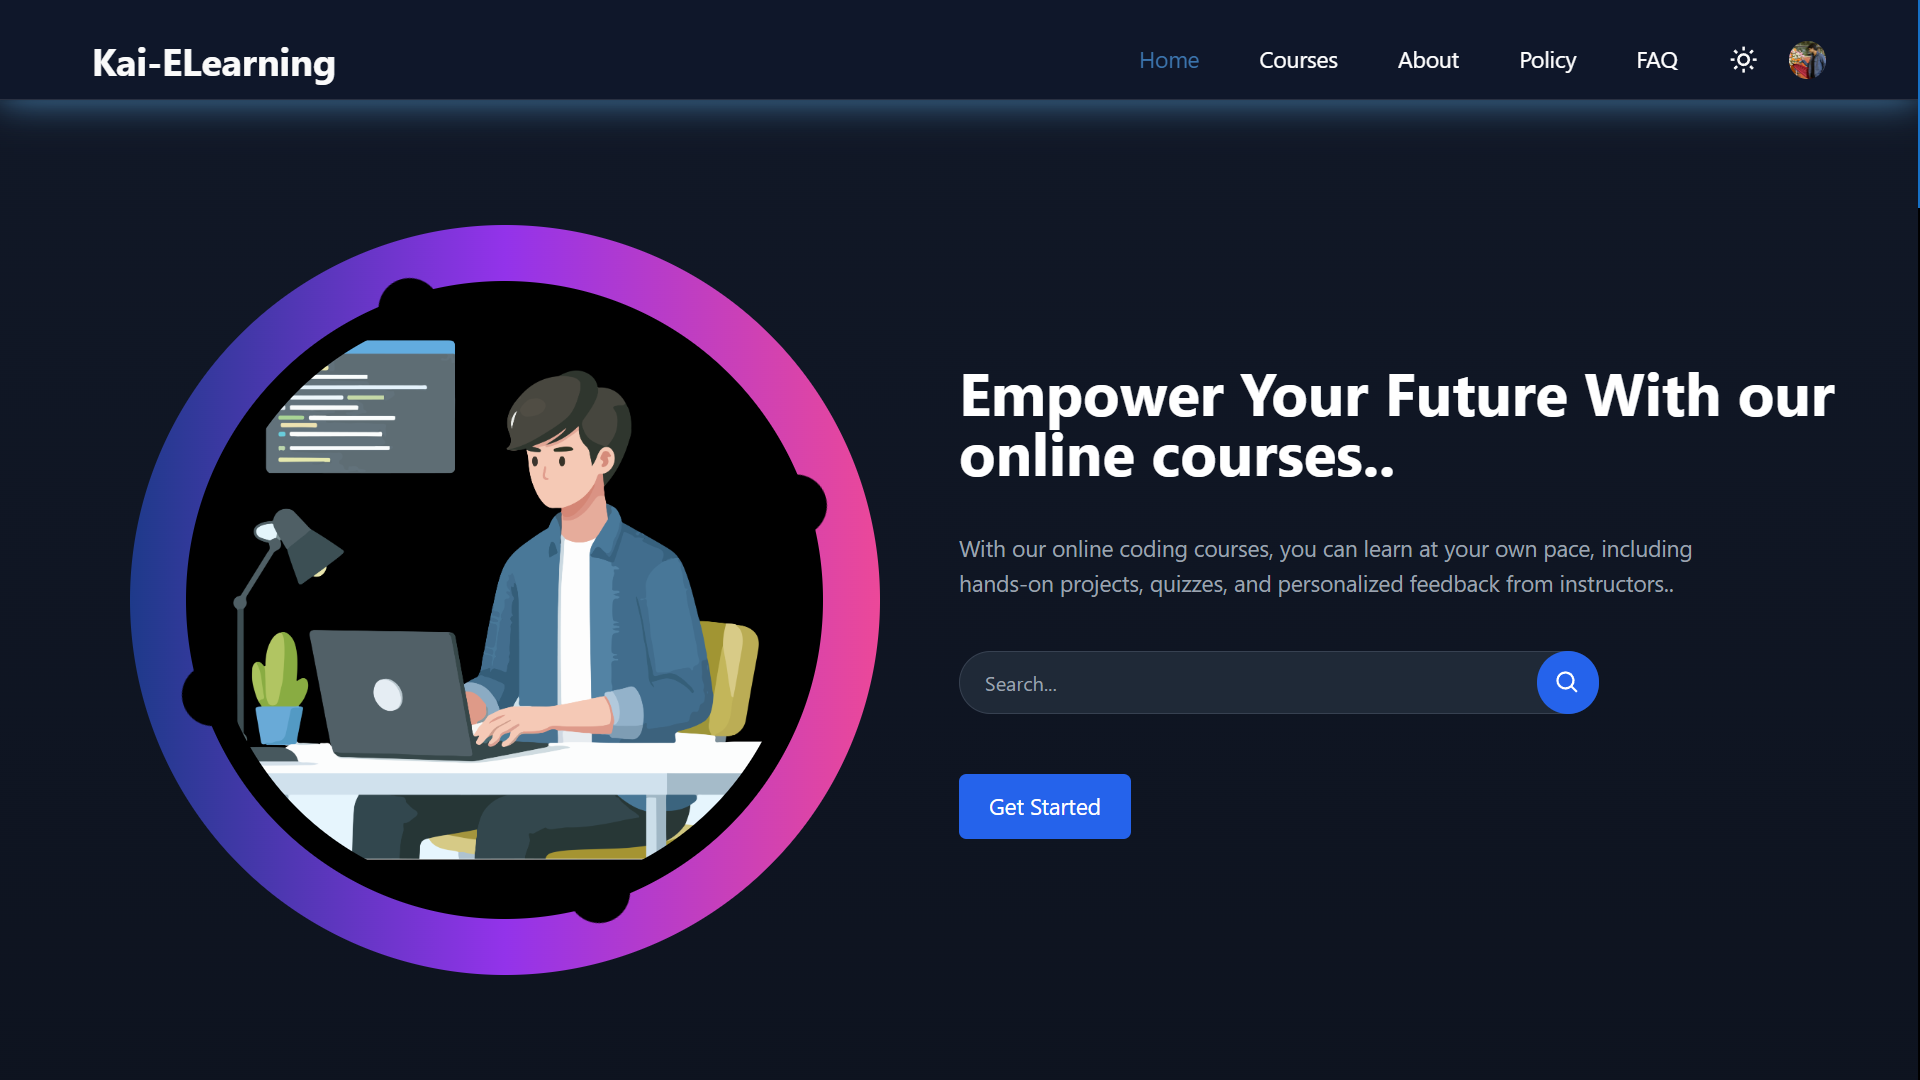 Kai-ELearning
Home
Courses
About
Policy
FAQ
Empower Your Future With our
online courses..
With our online coding courses, you can learn at your own pace, including
hands-on projects, quizzes, and personalized feedback from instructors..
Search...
Get Started